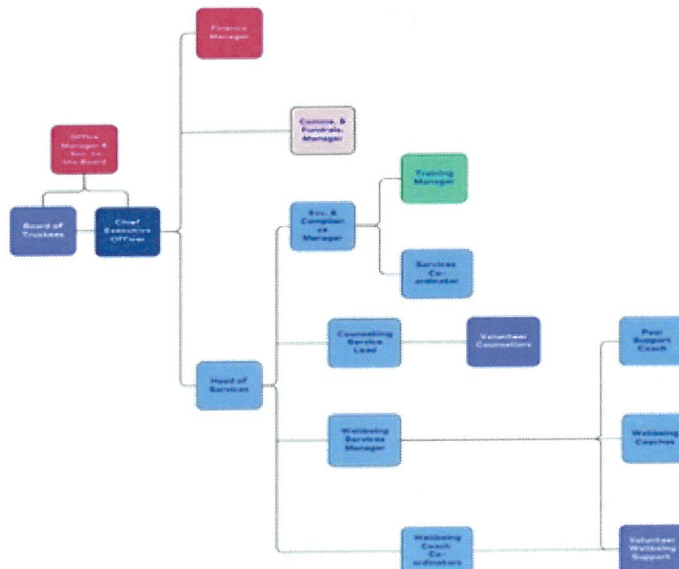 Finance
Manager
Office
Manager &
Sec. to
the Board
Comms. &
Fundrais.
Manager
Training
Manager
Board of
Trustees
Chief
Executive
Officer
Svc. &
Complian
ce Manager
Services
Co-
ordinator
Counselling
Service
Lead
Volunteer
Counsellors
Peer
Support
Coach
Head of
Services
Wellbeing
Services
Manager
Wellbeing
Coaches
Wellbeing
Coach
Co-
ordinators
Volunteer
Wellbeing
Support